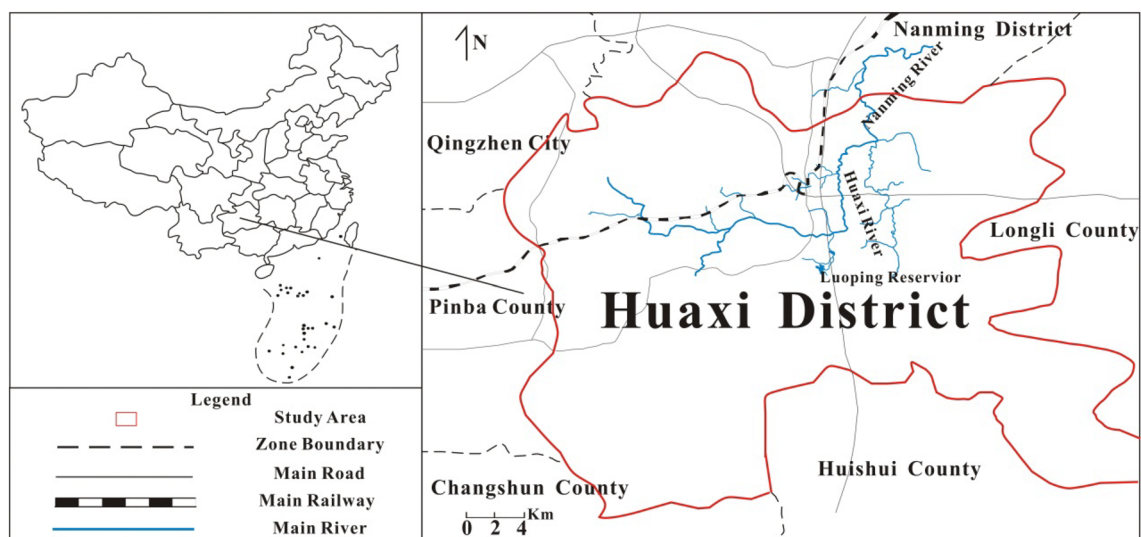 N
Nanming District
Nanming River
Qingzhen City
Huaxi River
Longli County
Luoping Reservior
Pinba County
Huaxi District
Huishui County
Changshun County
Km
0 2 4
Legend
Study Area
Zone Boundary
Main Road
Main Railway
Main River